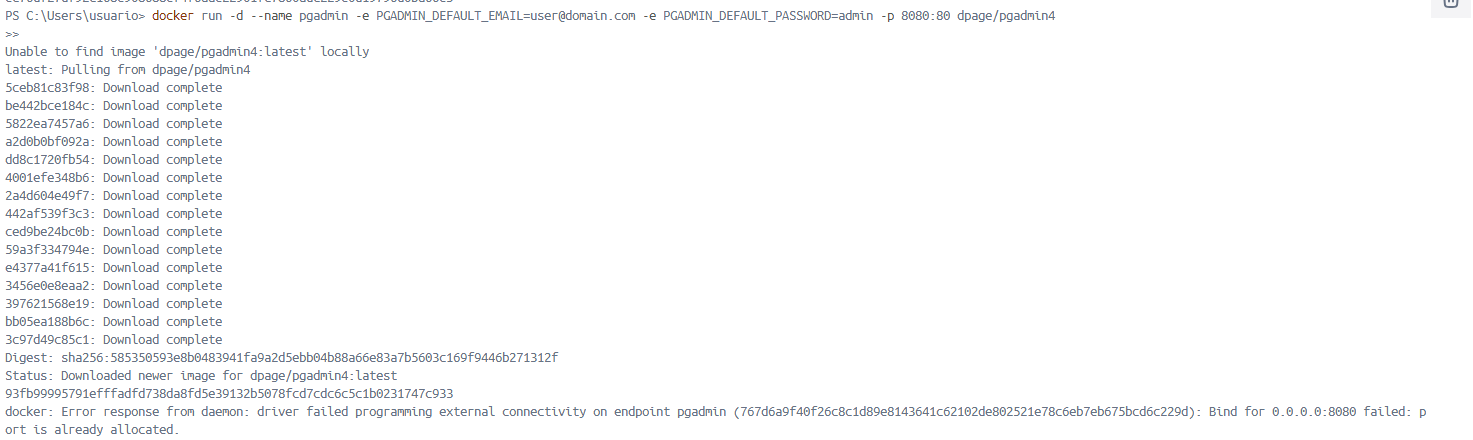 PS C:\Users\usuario> docker run -d --name pgadmin -e PGADMIN_DEFAULT_EMAIL=user@domain.com -e PGADMIN_DEFAULT_PASSWORD=admin -p 8080:80 dpage/pgadmin4
>>
Unable to find image 'dpage/pgadmin4:latest' locally
latest: Pulling from dpage/pgadmin4
5ceb81c83f98: Download complete
be442bce184c: Download complete
5822ea7457a6: Download complete
a2d0b0bf092a: Download complete
dd8c1720fb54: Download complete
4001efe348b6: Download complete
2a4d604e49f7: Download complete
442af539f3c3: Download complete
ced9be24bc0b: Download complete
59a3f334794e: Download complete
e4377a41f615: Download complete
3456e0e8eaa2: Download complete
397621568e19: Download complete
bb05ea188b6c: Download complete
3c97d49c85c1: Download complete
Digest: sha256:585350593e8b0483941fa9a2d5ebb04b88a66e83a7b5603c169f9446b271312f
Status: Downloaded newer image for dpage/pgadmin4:latest
93fb99995791efffadfd738da8fd5e39132b5078fcd7cdc6c5c1b0231747c933
docker: Error response from daemon: driver failed programming external connectivity on endpoint pgadmin (767d6a9f40f26c8c1d89e8143641c62102de802521e78c6eb7eb675bcd6c229d): Bind for 0.0.0.0:8080 failed: p
ort is already allocated.